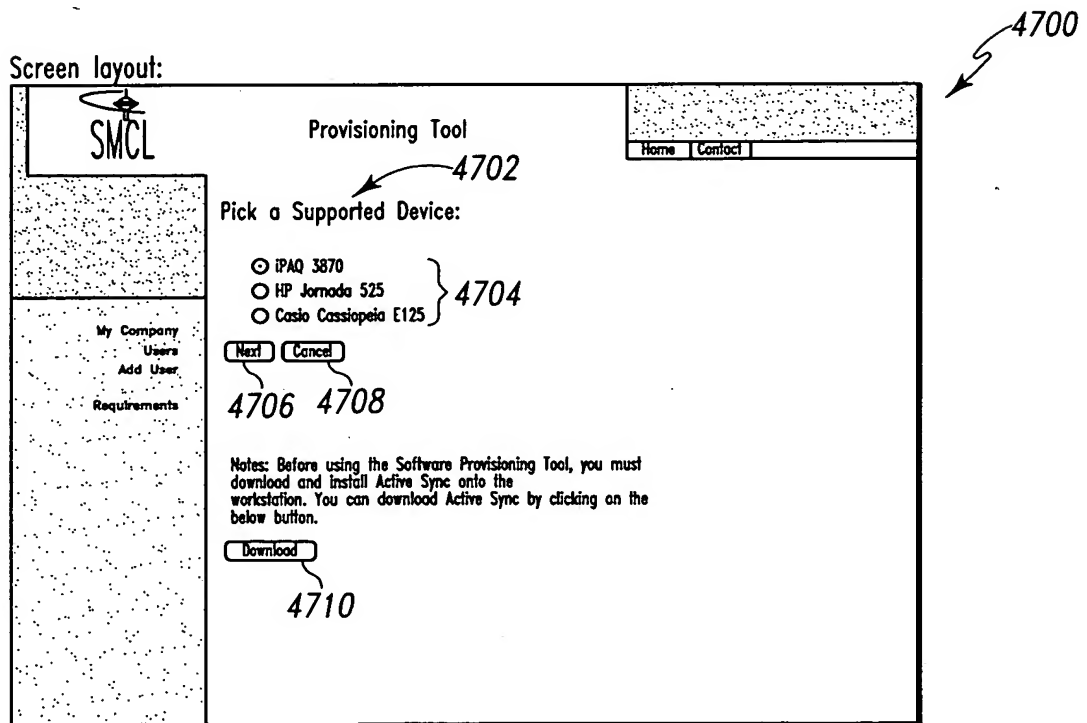 4700
Screen layout:
SMCL
Provisioning Tool
Home Contact
4702
Pick a Supported Device:
iPAQ 3870
HP Jornada 525
Casio Cassiopeia E125
4704
My Company
Users
Add User
Requirements
Next Cancel
4706 4708
Notes: Before using the Software Provisioning Tool, you must
download and install Active Sync onto the
workstation. You can download Active Sync by clicking on the
below button.
Download
4710